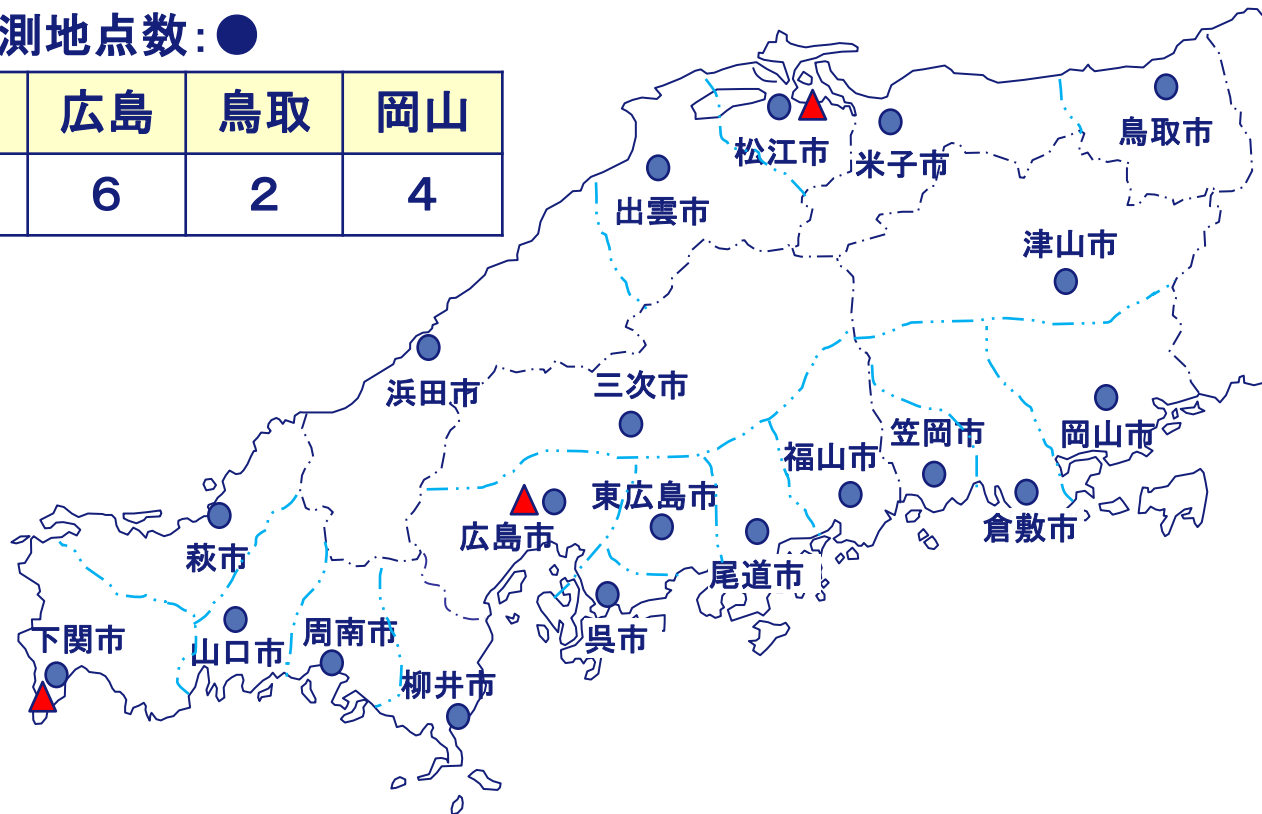 測地点数:●
広島 鳥取 岡山
6 2 4
鳥取市
松江市
米子市
出雲市
津山市
浜田市
三次市
福山市
笠岡市
岡山市
広島市
東広島市
倉敷市
萩市
尾道市
下関市
山口市
周南市
呉市
柳井市